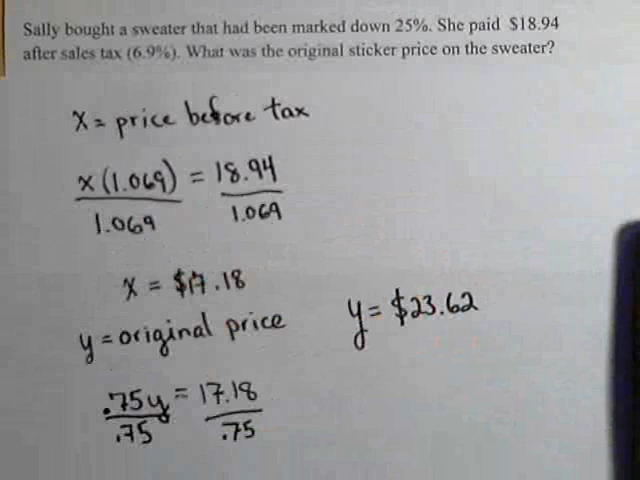 Sally bought a sweater that had been marked down 25%. She paid $18.94
after sales tax (6.9%). What was the original sticker price on the sweater?
x = price before tax
x(1.069) = 18.94
1.069 1.069
x = $17.18
y = original price
y = $23.62
.75y = 17.18
.75 .75